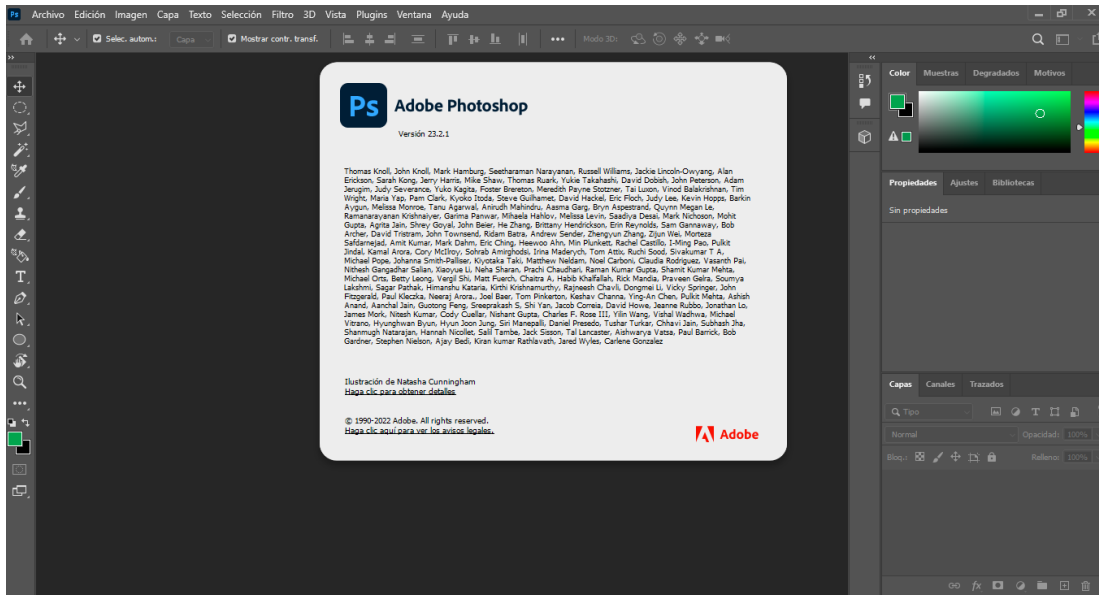 Ps Archivo Edición Imagen Capa Texto Selección Filtro 3D Vista Plugins Ventana Ayuda
Selec. autom.: Capa Mostrar contr. transf. Modo 3D:
Color Muestras Degradados Motivos
Propiedades Ajustes Bibliotecas
Sin propiedades
Ps Adobe Photoshop
Versión 23.2.1
Thomas Knoll, John Knoll, Mark Hamburg, Seetharaman Narayanan, Russell Williams, Jackie Lincoln-Owyang, Alan
Erickson, Sarah Kong, Jerry Harris, Mike Shaw, Thomas Ruark, Yukie Takahashi, David Dobish, John Peterson, Adam
Jerugim, Judy Severance, Yuko Kagita, Foster Brereton, Meredith Payne Stotzner, Tai Luxon, Vinod Balakrishnan, Tim
Wright, Maria Yap, Pam Clark, Kyoko Itoda, Steve Guilhamet, David Hackel, Eric Floch, Judy Lee, Kevin Hopps, Barkin
Aygun, Melissa Monroe, Tanu Agarwal, Anirudh Mahindru, Aasma Garg, Bryn Aspestrand, Quynn Megan Le,
Ramanarayanan Krishnaiyer, Garima Panwar, Mihaela Hahlov, Melissa Levin, Saadiya Desai, Mark Nichoson, Mohit
Gupta, Agrita Jain, Shrey Goyal, John Beier, He Zhang, Brittany Hendrickson, Erin Reynolds, Sam Gannaway, Bob
Archer, David Tristram, John Townsend, Ridam Batra, Andrew Sender, Zhengyun Zhang, Zijun Wei, Morteza
Safdarnejad, Amit Kumar, Mark Dahm, Eric Ching, Heewoo Ahn, Min Plunkett, Rachel Castillo, I-Ming Pao, Pulkit
Jindal, Kamal Arora, Cory McIlroy, Sohrab Amirghodsi, Irina Maderych, Tom Attix, Ruchi Sood, Sivakumar T A,
Michael Pope, Johanna Smith-Palliser, Kiyotaka Taki, Matthew Neldam, Noel Carboni, Claudia Rodriguez, Vasanth Pai,
Nithesh Gangadhar Salian, Xiaoyue Li, Neha Sharan, Prachi Chaudhari, Raman Kumar Gupta, Shamit Kumar Mehta,
Michael Orts, Betty Leong, Vergil Shi, Matt Fuerch, Chaitra A, Habib Khalfallah, Rick Mandia, Praveen Gelra, Soumya
Lakshmi, Sagar Pathak, Himanshu Kataria, Kirthi Krishnamurthy, Rajneesh Chavli, Dongmei Li, Vicky Springer, John
Fitzgerald, Paul Kleczka, Neeraj Arora., Joel Baer, Tom Pinkerton, Keshav Channa, Ying-An Chen, Pulkit Mehta, Ashish
Anand, Aanchal Jain, Guotong Feng, Sreeprakash S, Shi Yan, Jacob Correia, David Howe, Jeanne Rubbo, Jonathan Lo,
James Mork, Nitesh Kumar, Cody Cuellar, Nishant Gupta, Charles F. Rose III, Yilin Wang, Vishal Wadhwa, Michael
Vitrano, Hyunghwan Byun, Hyun Joon Jung, Siri Manepalli, Daniel Presedo, Tushar Turkar, Chhavi Jain, Subhash Jha,
Shanmugh Natarajan, Hannah Nicollet, Salil Tambe, Jack Sisson, Tal Lancaster, Aishwarya Vatsa, Paul Barrick, Bob
Gardner, Stephen Nielson, Ajay Bedi, Kiran kumar Rathlavath, Jared Wyles, Carlene Gonzalez
Ilustración de Natasha Cunningham
Haga clic para obtener detalles
© 1990-2022 Adobe. All rights reserved.
Haga clic aquí para ver los avisos legales.
Adobe
Capas Canales Trazados
Tipo
Normal Opacidad: 100%
Bloq.: Relleno: 100%
fx